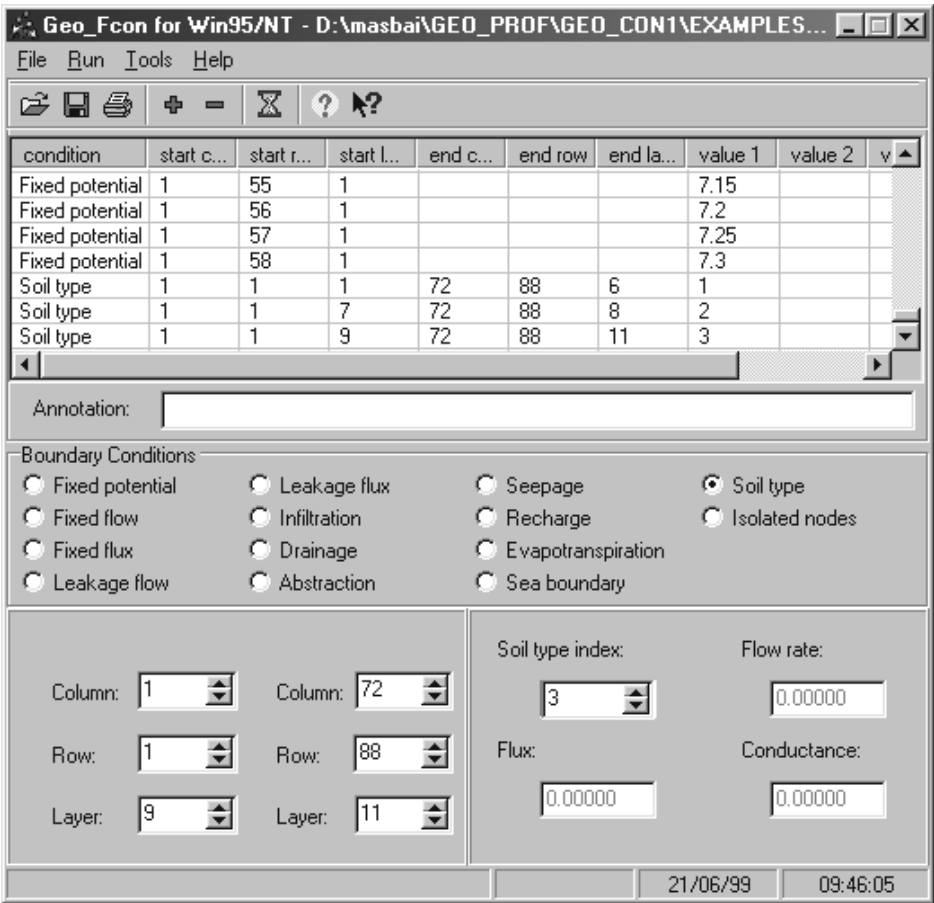 Geo_Fcon for Win95/NT - D:\masbai\GEO_PROF\GEO_CON1\EXAMPLES...
File Run Tools Help
condition start c... start r... start l... end c... end row end la... value 1 value 2 v
Fixed potential 1 55 1 7.15
Fixed potential 1 56 1 7.2
Fixed potential 1 57 1 7.25
Fixed potential 1 58 1 7.3
Soil type 1 1 1 72 88 6 1
Soil type 1 1 7 72 88 8 2
Soil type 1 1 9 72 88 11 3
Annotation:
Boundary Conditions
Fixed potential Leakage flux Seepage Soil type
Fixed flow Infiltration Recharge Isolated nodes
Fixed flux Drainage Evapotranspiration
Leakage flow Abstraction Sea boundary
Soil type index: Flow rate:
Column: 1 Column: 72 3 0.00000
Row: 1 Row: 88 Flux: Conductance:
Layer: 9 Layer: 11 0.00000 0.00000
21/06/99 09:46:05